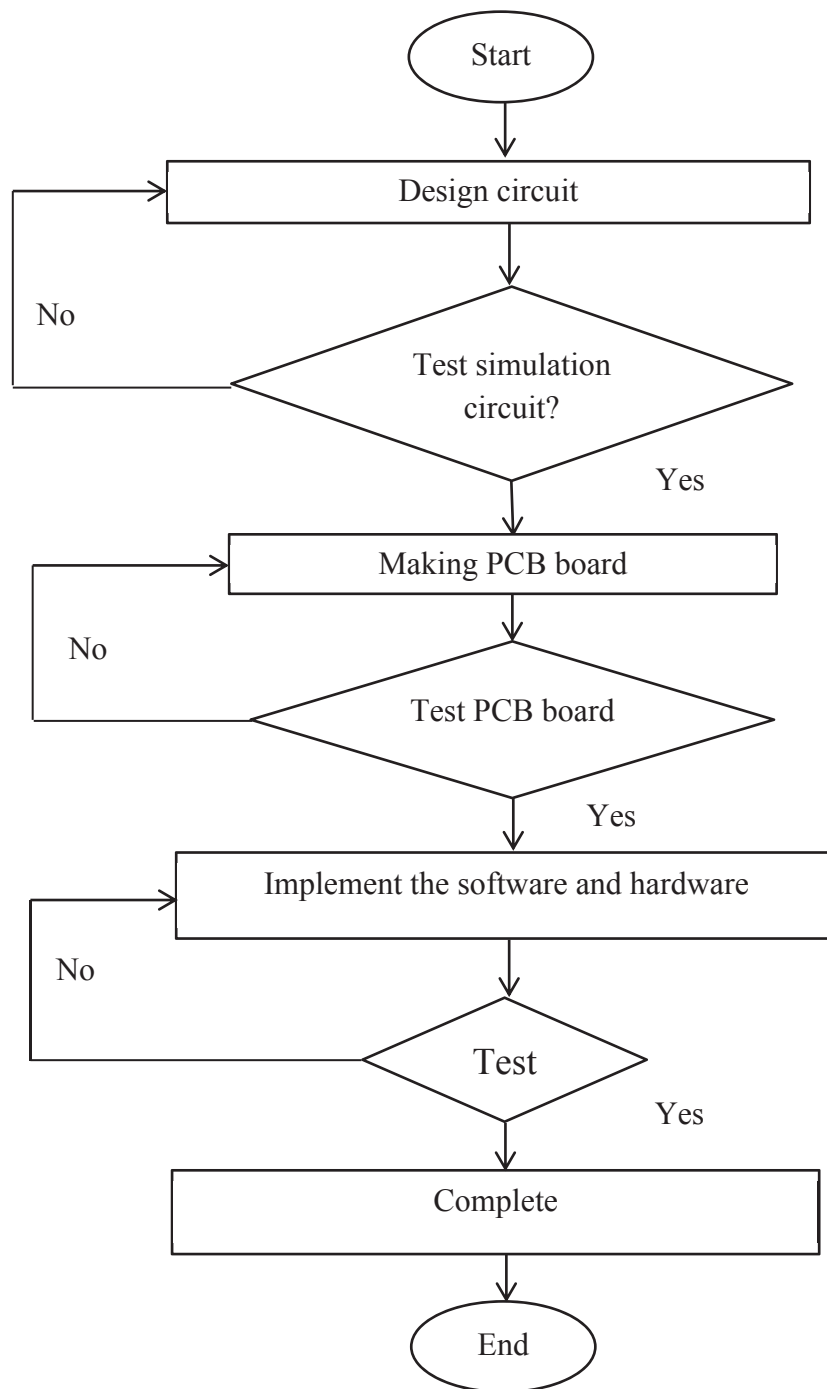 Start
Design circuit
No
Test simulation
circuit?
Yes
Making PCB board
No
Test PCB board
Yes
Implement the software and hardware
No
Test
Yes
Complete
End